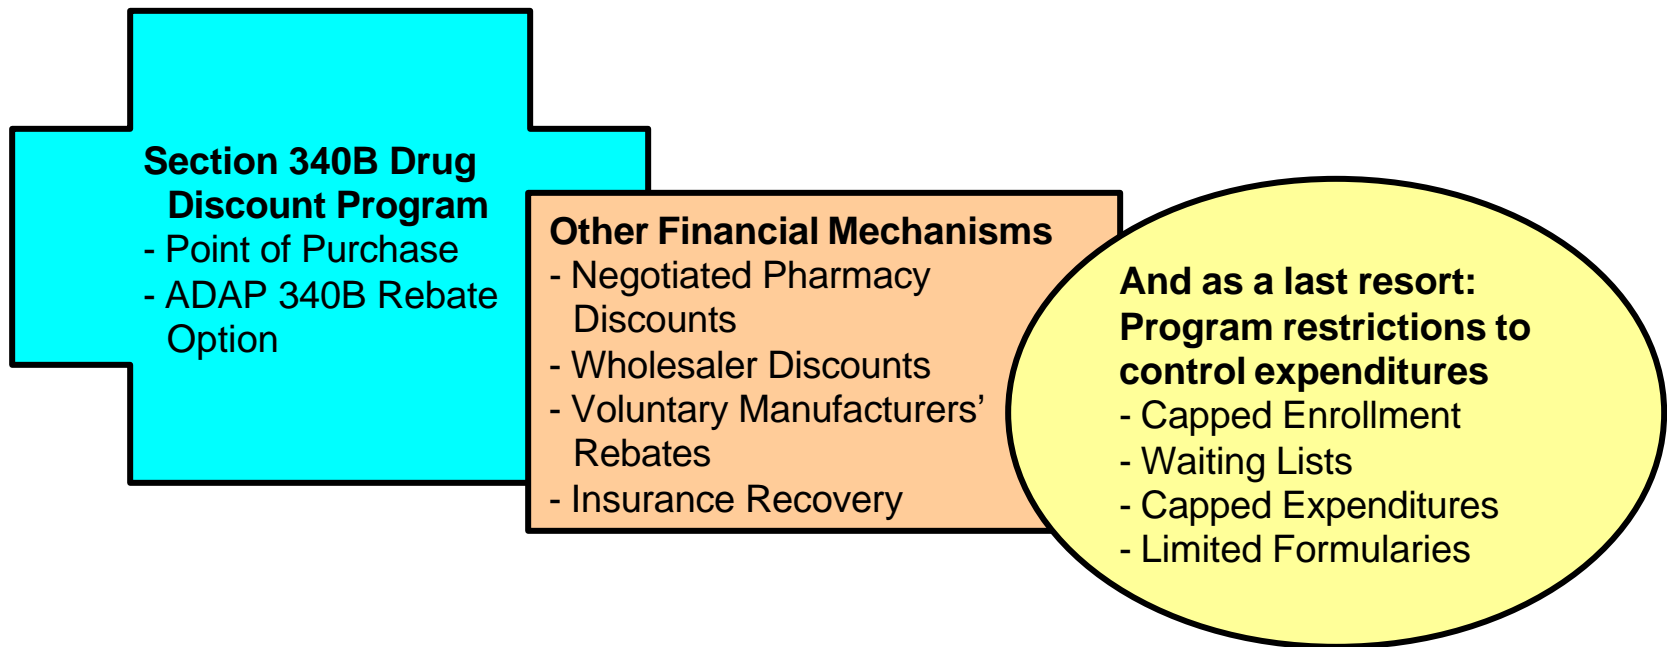 Section 340B Drug
Discount Program
- Point of Purchase
- ADAP 340B Rebate
Option
Other Financial Mechanisms
- Negotiated Pharmacy
Discounts
- Wholesaler Discounts
- Voluntary Manufacturers’
Rebates
- Insurance Recovery
And as a last resort:
Program restrictions to
control expenditures
- Capped Enrollment
- Waiting Lists
- Capped Expenditures
- Limited Formularies